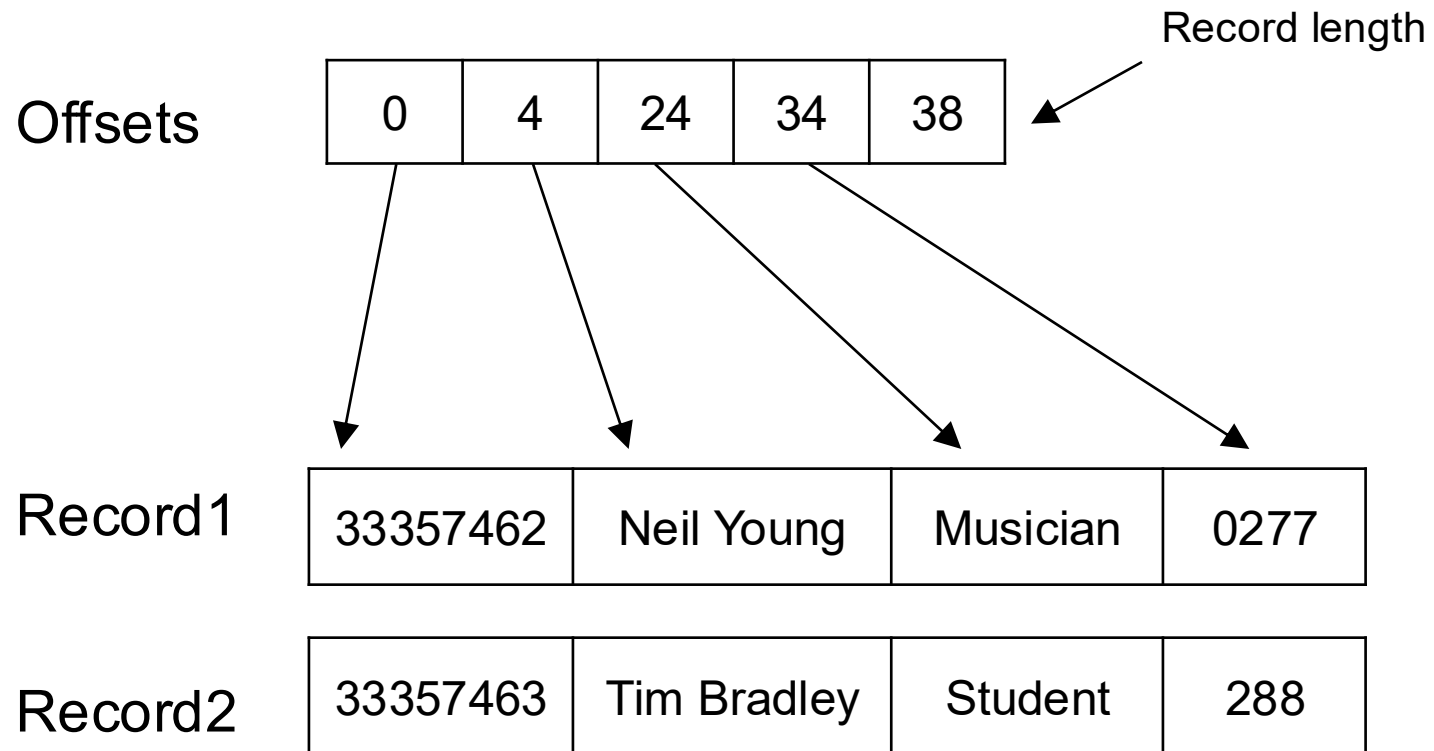 Record length
Offsets 0 4 24 34 38
Record1 33357462 Neil Young Musician 0277
Record2 33357463 Tim Bradley Student 288